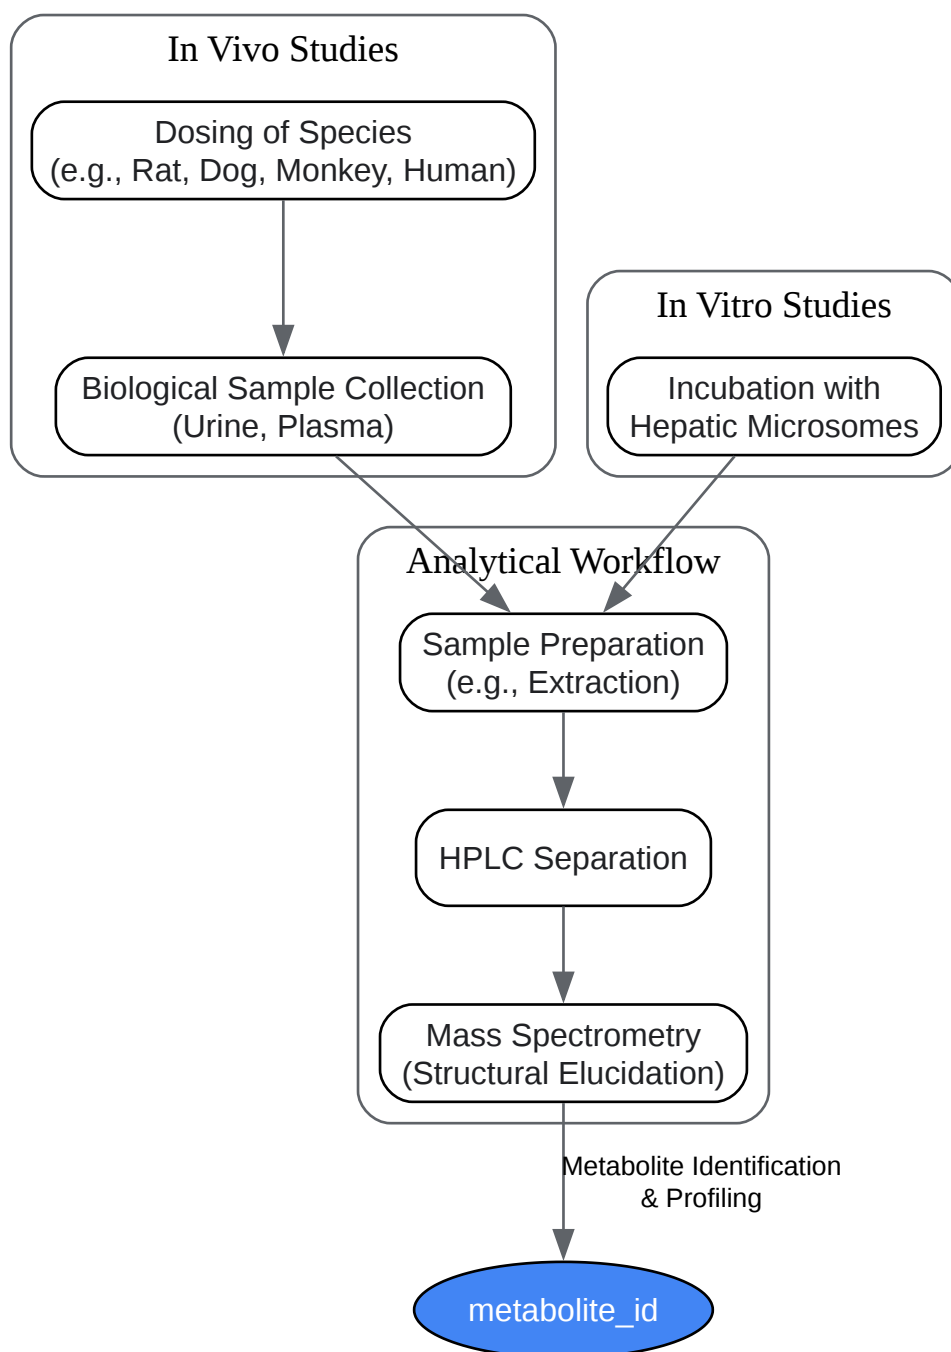 In Vivo Studies
Dosing of Species
(e.g., Rat, Dog, Monkey, Human)
Biological Sample Collection
(Urine, Plasma)
In Vitro Studies
Incubation with
Hepatic Microsomes
Analytical Workflow
Sample Preparation
(e.g., Extraction)
HPLC Separation
Mass Spectrometry
(Structural Elucidation)
Metabolite Identification
& Profiling
metabolite_id